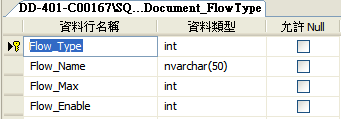 DD-401-C00167\SQ...Document_FlowType
資料行名稱 資料類型 允許 Null
Flow_Type int
Flow_Name nvarchar(50)
Flow_Max int
Flow_Enable int